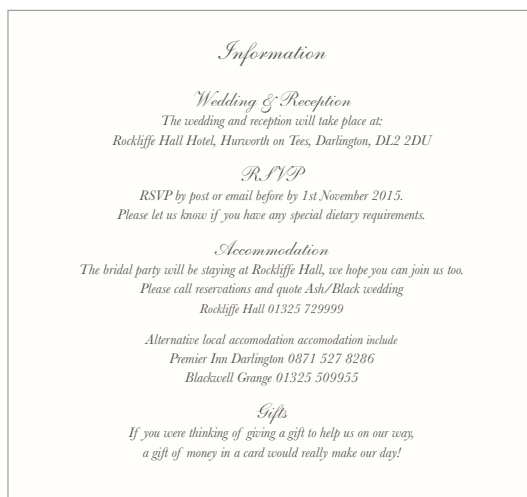 Information
Wedding & Reception
The wedding and reception will take place at:
Rockliffe Hall Hotel, Hurworth on Tees, Darlington, DL2 2DU
RSVP
RSVP by post or email before by 1st November 2015.
Please let us know if you have any special dietary requirements.
Accommodation
The bridal party will be staying at Rockliffe Hall, we hope you can join us too.
Please call reservations and quote Ash/Black wedding
Rockliffe Hall 01325 729999
Alternative local accomodation accomodation include
Premier Inn Darlington 0871 527 8286
Blackwell Grange 01325 509955
Gifts
If you were thinking of giving a gift to help us on our way,
a gift of money in a card would really make our day!